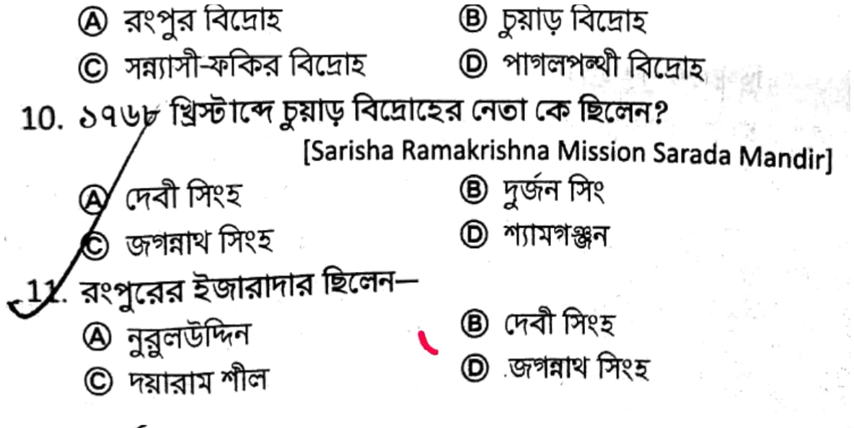 Ⓐ রংপুর বিদ্রোহ Ⓑ চুয়াড় বিদ্রোহ
Ⓒ সন্ন্যাসী-ফকির বিদ্রোহ Ⓓ পাগলপন্থী বিদ্রোহ
10. ১৭৬৮ খ্রিস্টাব্দে চুয়াড় বিদ্রোহের নেতা কে ছিলেন?
[Sarisha Ramakrishna Mission Sarada Mandir]
Ⓐ দেবী সিংহ Ⓑ দুর্জন সিং
Ⓒ জগন্নাথ সিংহ Ⓓ শ্যামগঞ্জন
11. রংপুরের ইজারাদার ছিলেন—
Ⓐ নুরুলউদ্দিন Ⓑ দেবী সিংহ
Ⓒ দয়ারাম শীল Ⓓ জগন্নাথ সিংহ